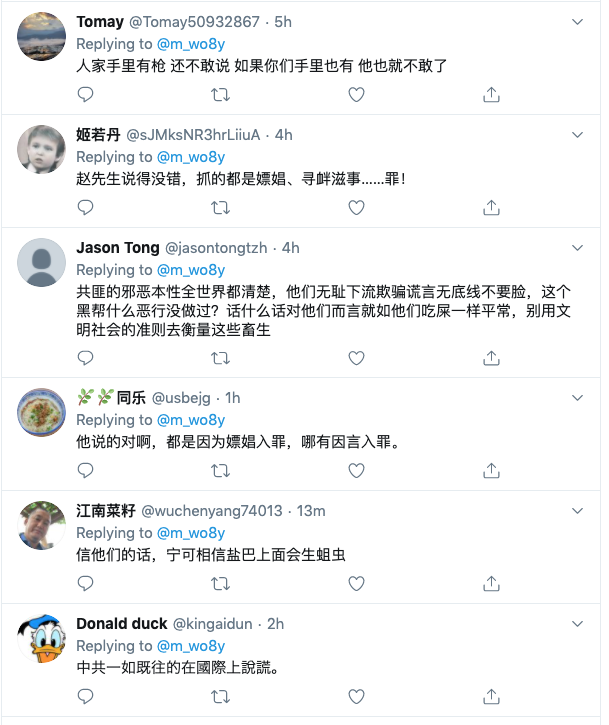 Tomay @Tomay50932867 · 5h
Replying to @m_wo8y
人家手里有枪 还不敢说 如果你们手里也有 他也就不敢了
姬若丹 @sJMksNR3hrLiiuA · 4h
Replying to @m_wo8y
赵先生说得没错，抓的都是嫖娼、寻衅滋事......罪！
Jason Tong @jasontongtzh · 4h
Replying to @m_wo8y
共匪的邪恶本性全世界都清楚，他们无耻下流欺骗谎言无底线不要脸，这个
黑帮什么恶行没做过？话什么话对他们而言就如他们吃屎一样平常，别用文
明社会的准则去衡量这些畜生
🌿🌿同乐 @usbejg · 1h
Replying to @m_wo8y
他说的对啊，都是因为嫖娼入罪，哪有因言入罪。
江南菜籽 @wuchenyang74013 · 13m
Replying to @m_wo8y
信他们的话，宁可相信盐巴上面会生蛆虫
Donald duck @kingaidun · 2h
Replying to @m_wo8y
中共一如既往的在國際上說謊。